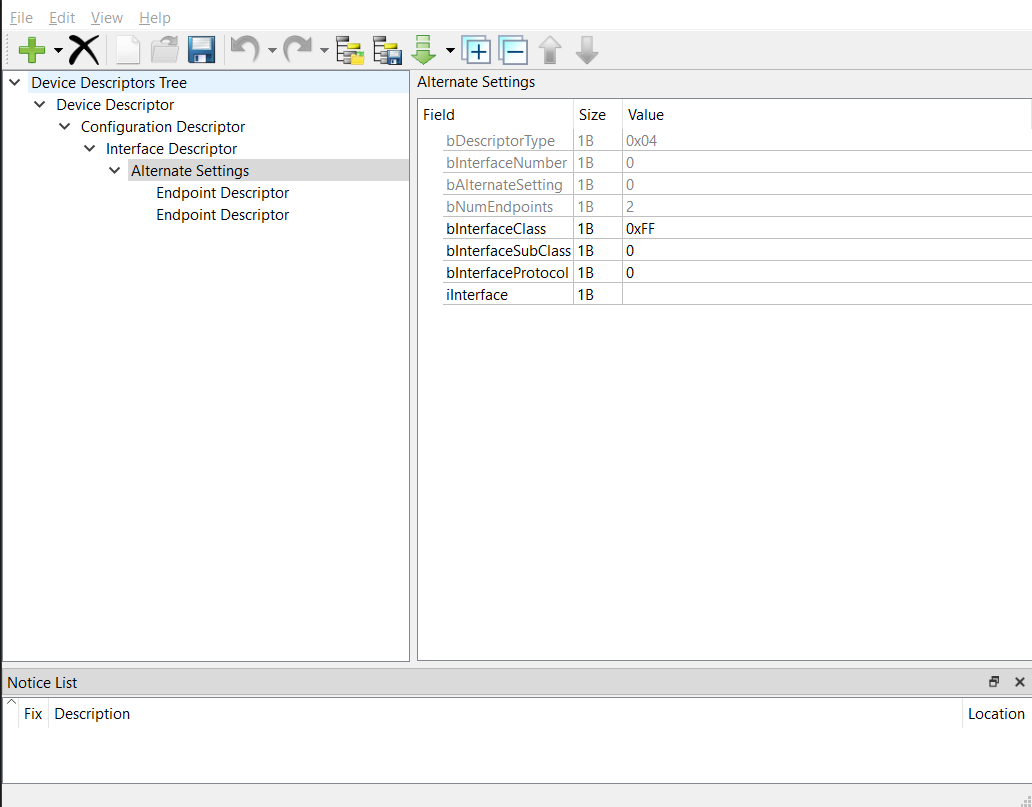 File Edit View Help
Device Descriptors Tree
Device Descriptor
Configuration Descriptor
Interface Descriptor
Alternate Settings
Endpoint Descriptor
Endpoint Descriptor
Alternate Settings
Field Size Value
bDescriptorType 1B 0x04
bInterfaceNumber 1B 0
bAlternateSetting 1B 0
bNumEndpoints 1B 2
bInterfaceClass 1B 0xFF
bInterfaceSubClass 1B 0
bInterfaceProtocol 1B 0
iInterface 1B
Notice List
Fix Description Location